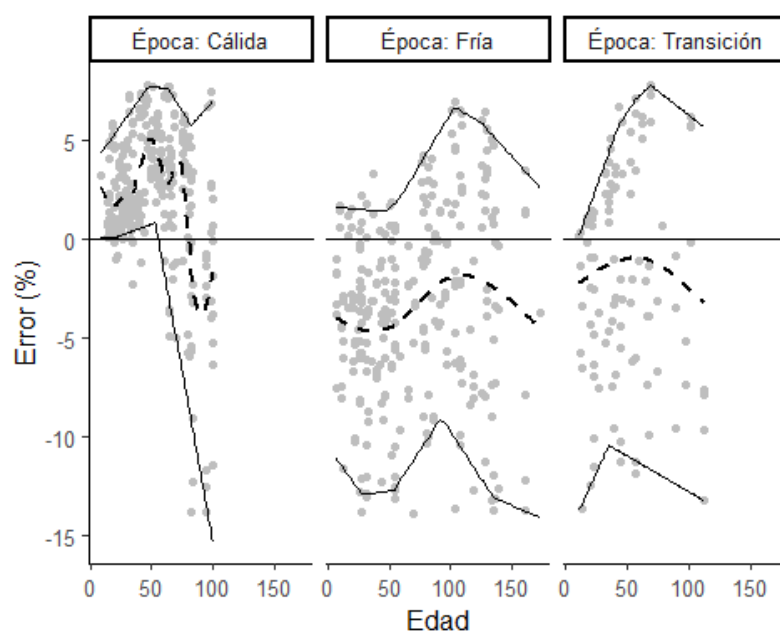 Época: Cálida
Época: Fría
Época: Transición
Error (%)
5
0
-5
-10
-15
0 50 100 150
0 50 100 150
0 50 100 150
Edad